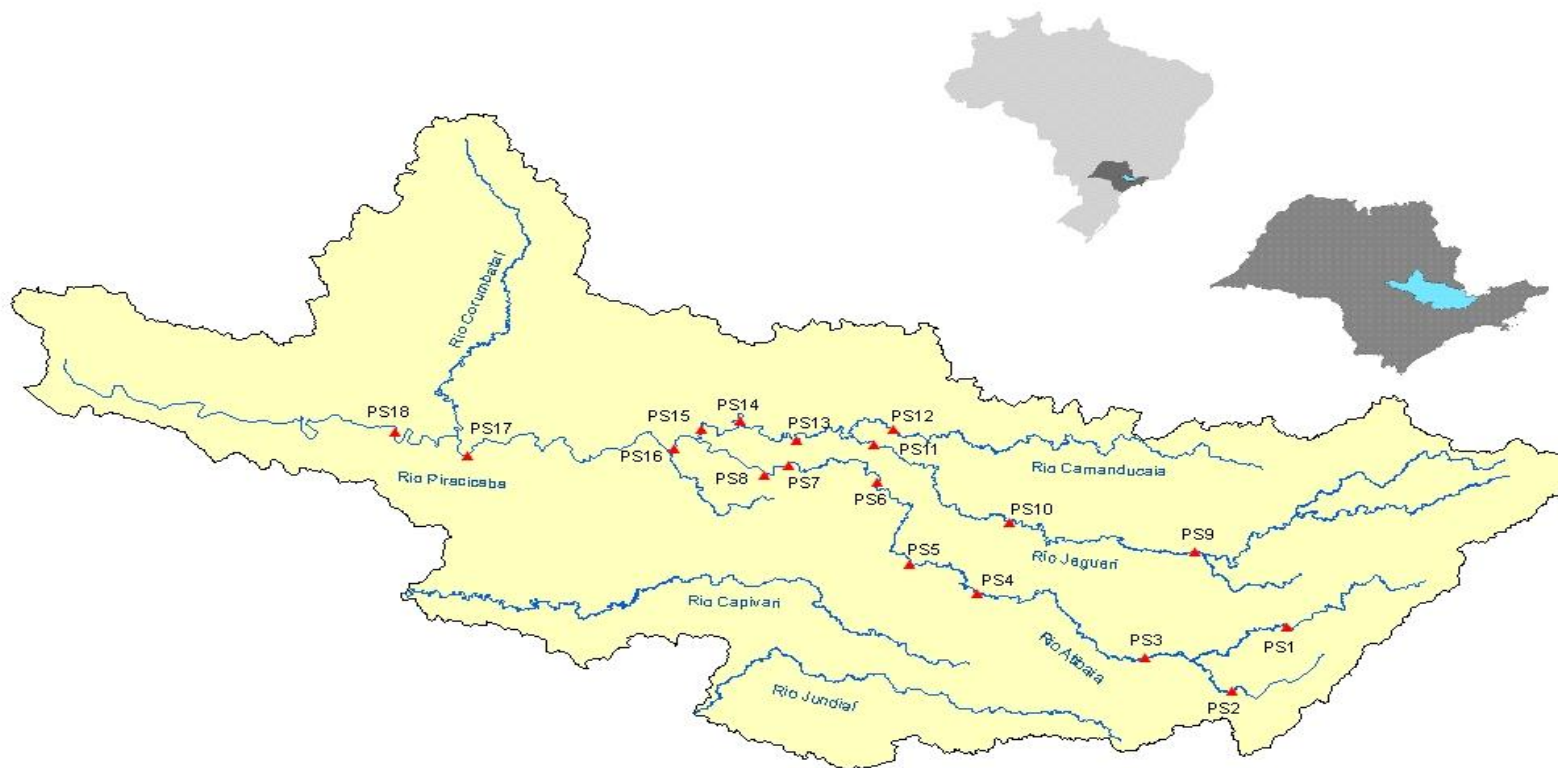 Rio Corumbataí
PS18
PS17
PS15
PS14
PS13
PS12
PS16
PS11
Rio Camanducaia
Rio Piracicaba
PS8
PS7
PS6
PS10
PS9
Rio Jaguari
PS5
PS4
Rio Capivari
PS3
PS1
Rio Atibaia
Rio Jundiaí
PS2